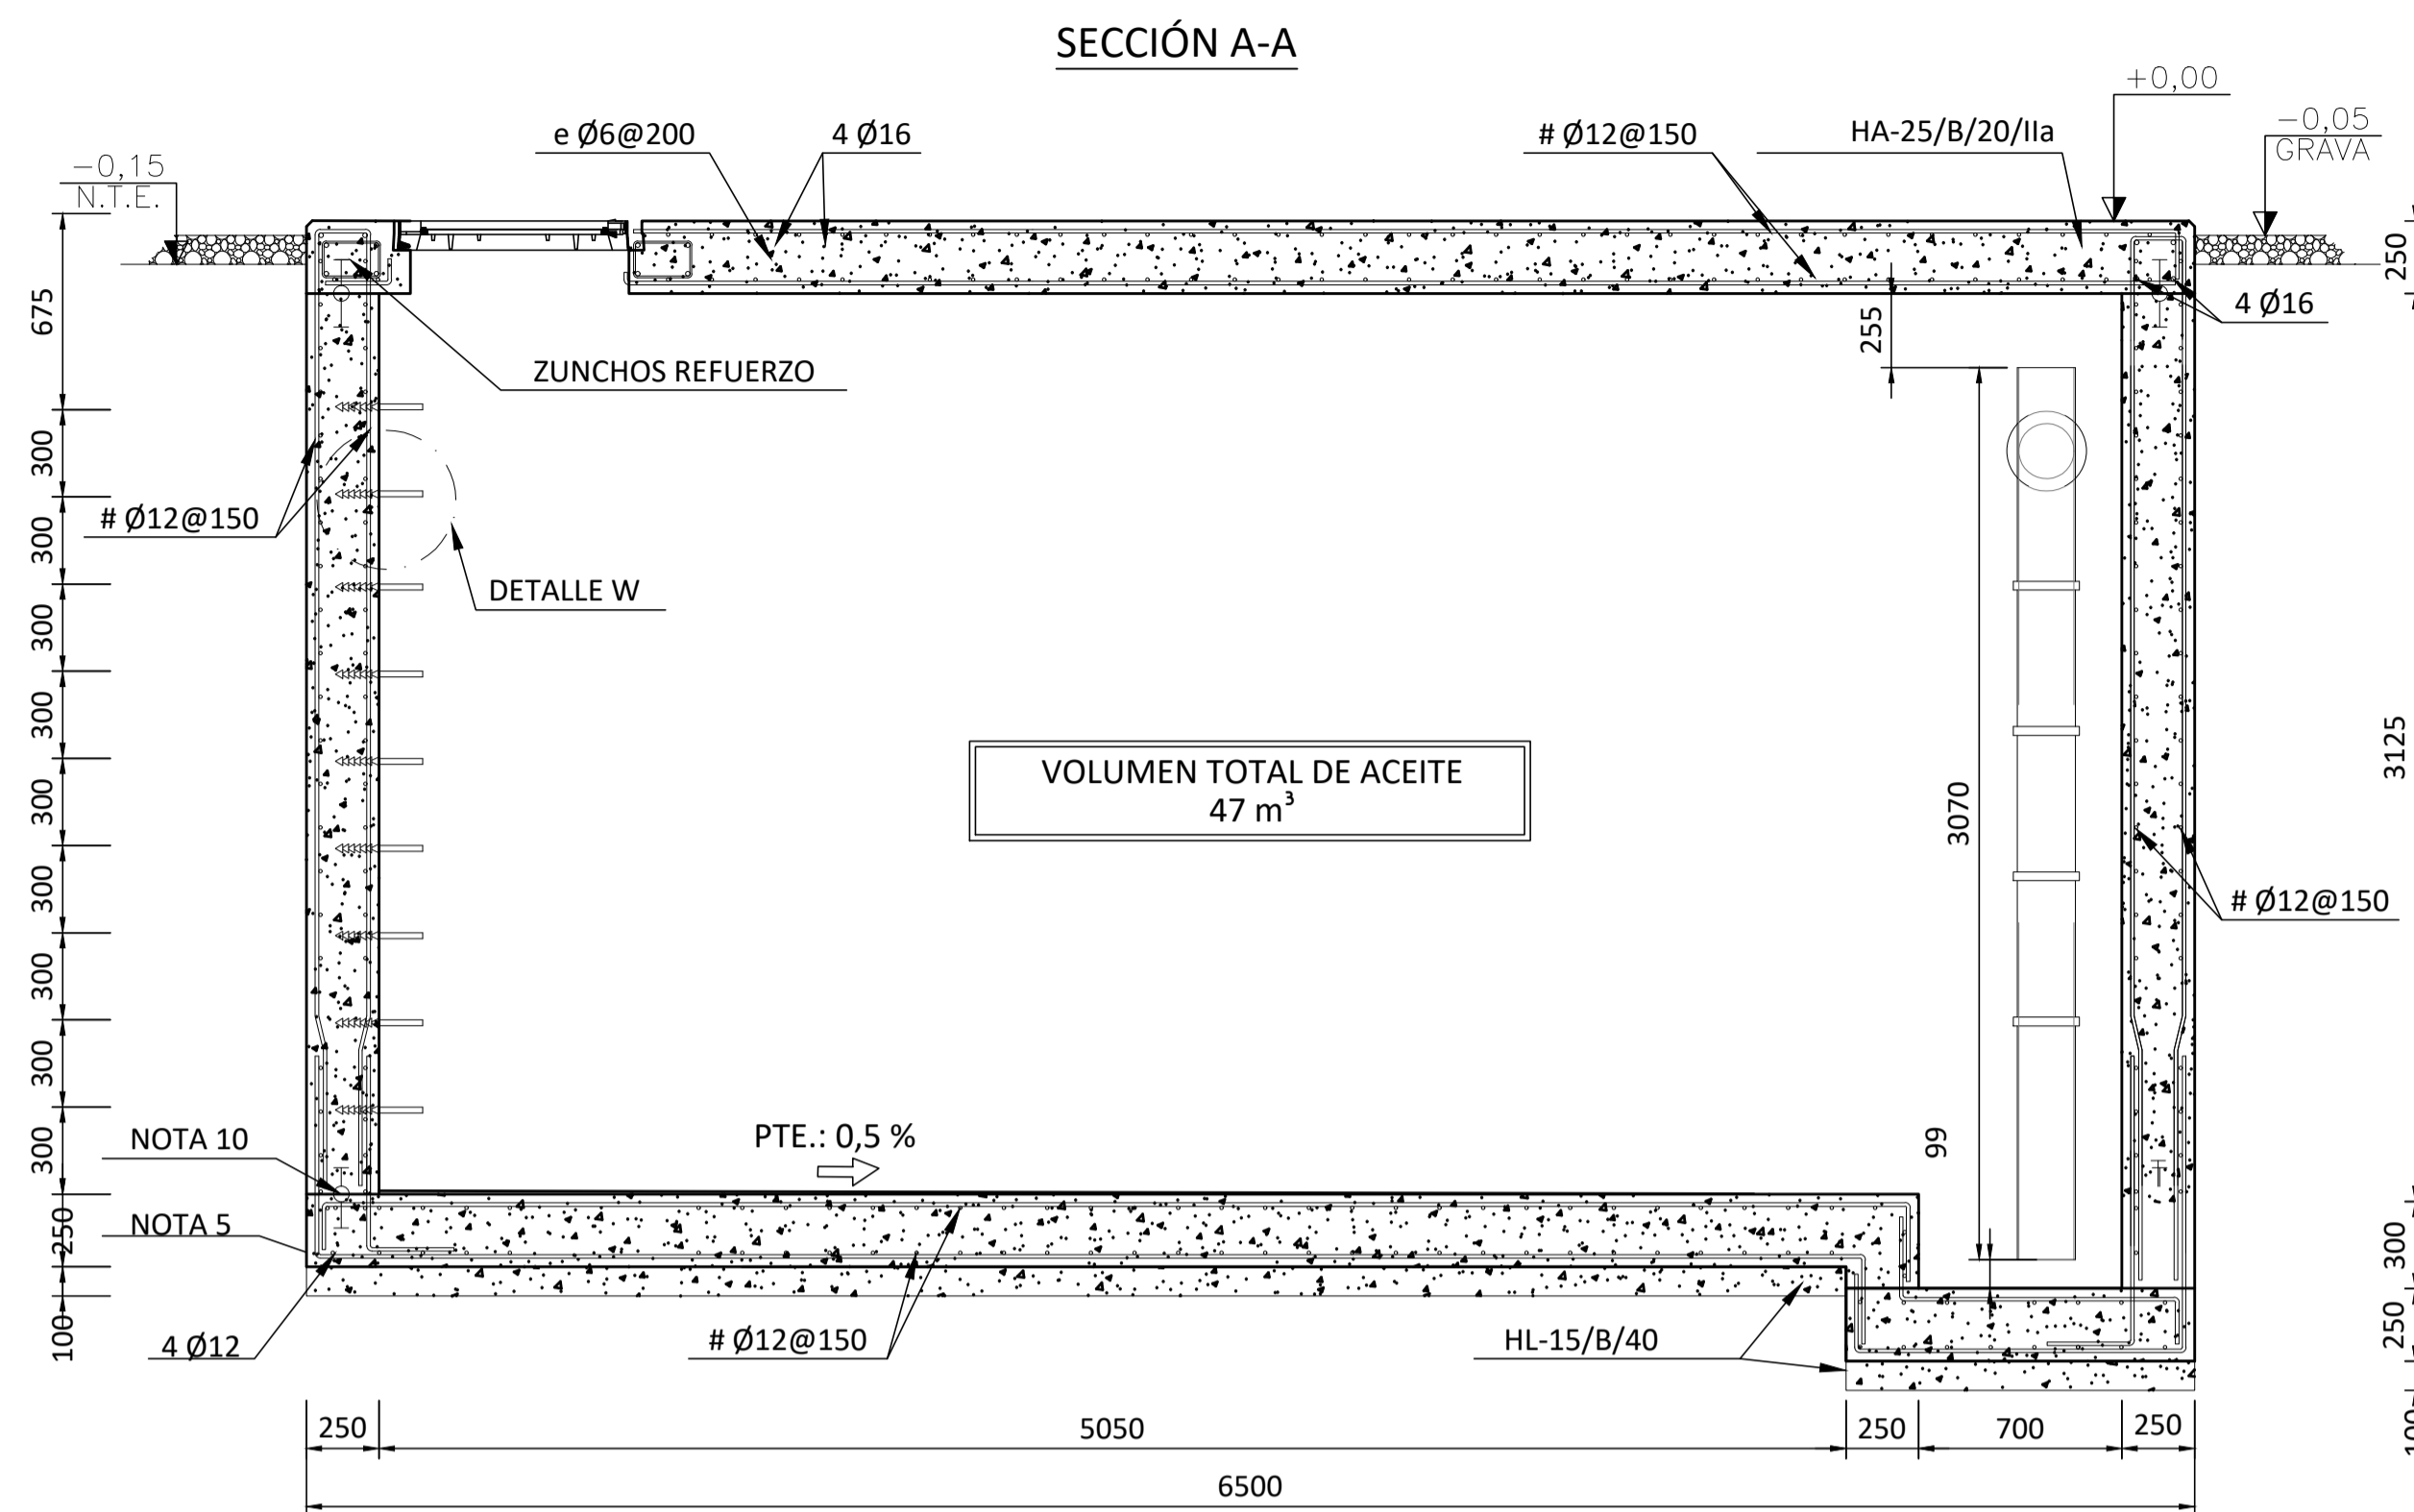 SECCIÓN A-A
+0,00
-0,05
GRAVA
-0,15
N.T.E.
e Ø6@200
4 Ø16
# Ø12@150
HA-25/B/20/IIa
250
675
255
4 Ø16
ZUNCHOS REFUERZO
300
# Ø12@150
300
DETALLE W
300
300
VOLUMEN TOTAL DE ACEITE
47 m³
3125
300
3070
300
# Ø12@150
300
300
NOTA 10
300
PTE.: 0,5 %
99
NOTA 5
250
300
100
4 Ø12
# Ø12@150
HL-15/B/40
250
100
250
5050
250
700
250
6500